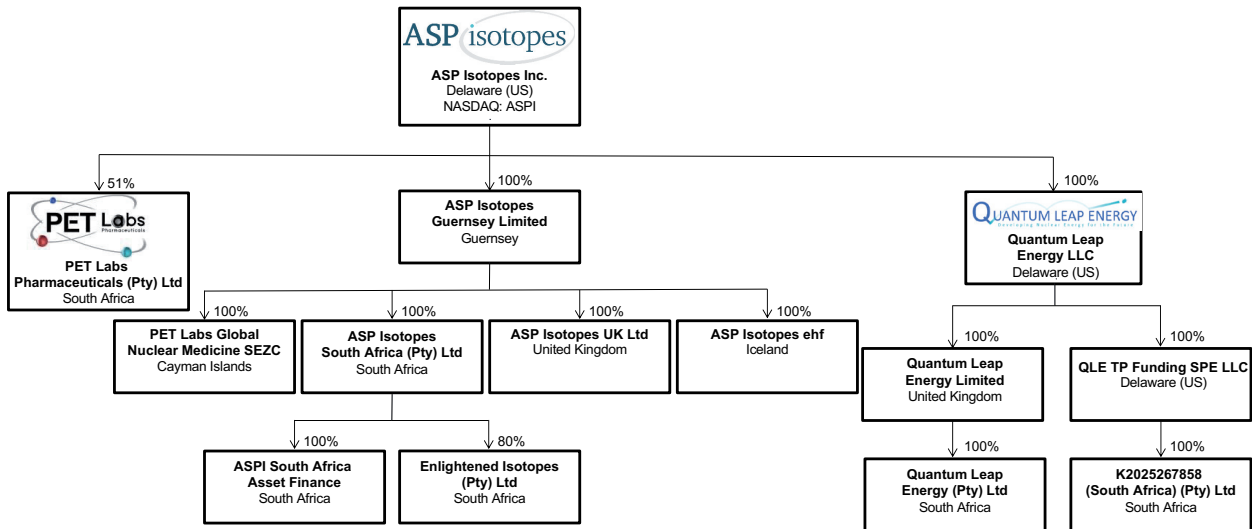 ASP isotopes
ASP Isotopes Inc.
Delaware (US)
NASDAQ: ASPI
51%
100%
100%
PET Labs
Pharmaceuticals
PET Labs
Pharmaceuticals (Pty) Ltd
South Africa
ASP Isotopes
Guernsey Limited
Guernsey
QUANTUM LEAP ENERGY
Developing Nuclear Energy for the Future
Quantum Leap
Energy LLC
Delaware (US)
100%
100%
100%
100%
PET Labs Global
Nuclear Medicine SEZC
Cayman Islands
ASP Isotopes
South Africa (Pty) Ltd
South Africa
ASP Isotopes UK Ltd
United Kingdom
ASP Isotopes ehf
Iceland
100%
100%
Quantum Leap
Energy Limited
United Kingdom
QLE TP Funding SPE LLC
Delaware (US)
100%
80%
100%
100%
ASPI South Africa
Asset Finance
South Africa
Enlightened Isotopes
(Pty) Ltd
South Africa
Quantum Leap
Energy (Pty) Ltd
South Africa
K2025267858
(South Africa) (Pty) Ltd
South Africa